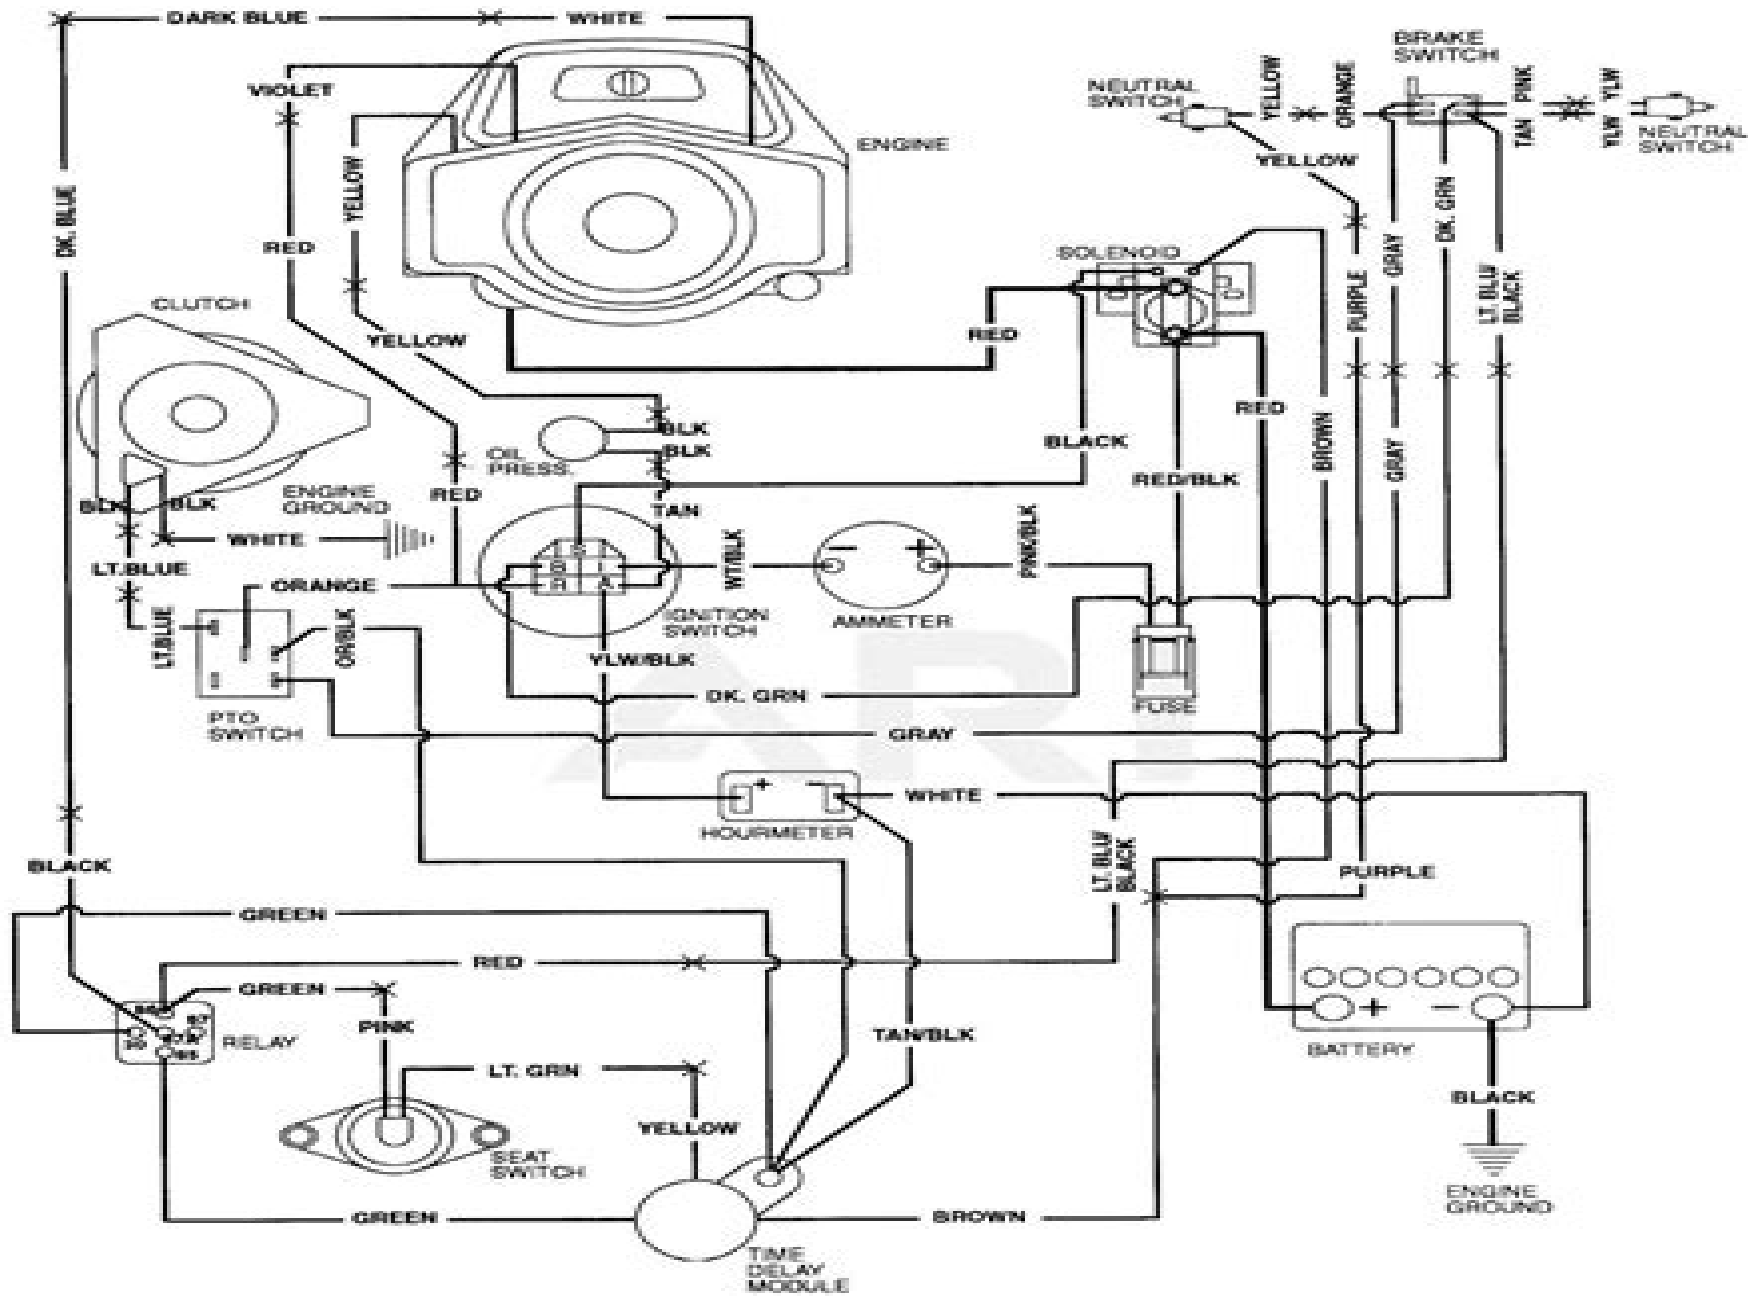 DARK BLUE
WHITE
BRAKE
SWITCH
VIOLET
NEUTRAL
SWITCH
YELLOW
ORANGE
TAN
PINK
YLW
YLW
NEUTRAL
SWITCH
ENGINE
YELLOW
YELLOW
DK. BLUE
RED
DK. GRN
GRAY
SOLENOID
PURPLE
LT. BLU
BLACK
CLUTCH
YELLOW
RED
RED
BLK
BLK
OIL
PRESS.
BLACK
BROWN
GRAY
RED/BLK
BLK
BLK
ENGINE
GROUND
RED
TAN
WHITE
WT/BLK
PINK/BLK
LT.BLUE
ORANGE
IGNITION
SWITCH
AMMETER
LT.BLUE
OR/BLK
YLW/BLK
DK. GRN
FUSE
PTO
SWITCH
GRAY
ARI
+ −
WHITE
HOURMETER
LT. BLU
BLACK
BLACK
PURPLE
GREEN
RED
GREEN
PINK
RELAY
TAN/BLK
+ −
BATTERY
LT. GRN
BLACK
YELLOW
SEAT
SWITCH
ENGINE
GROUND
GREEN
BROWN
TIME
DELAY
MODULE